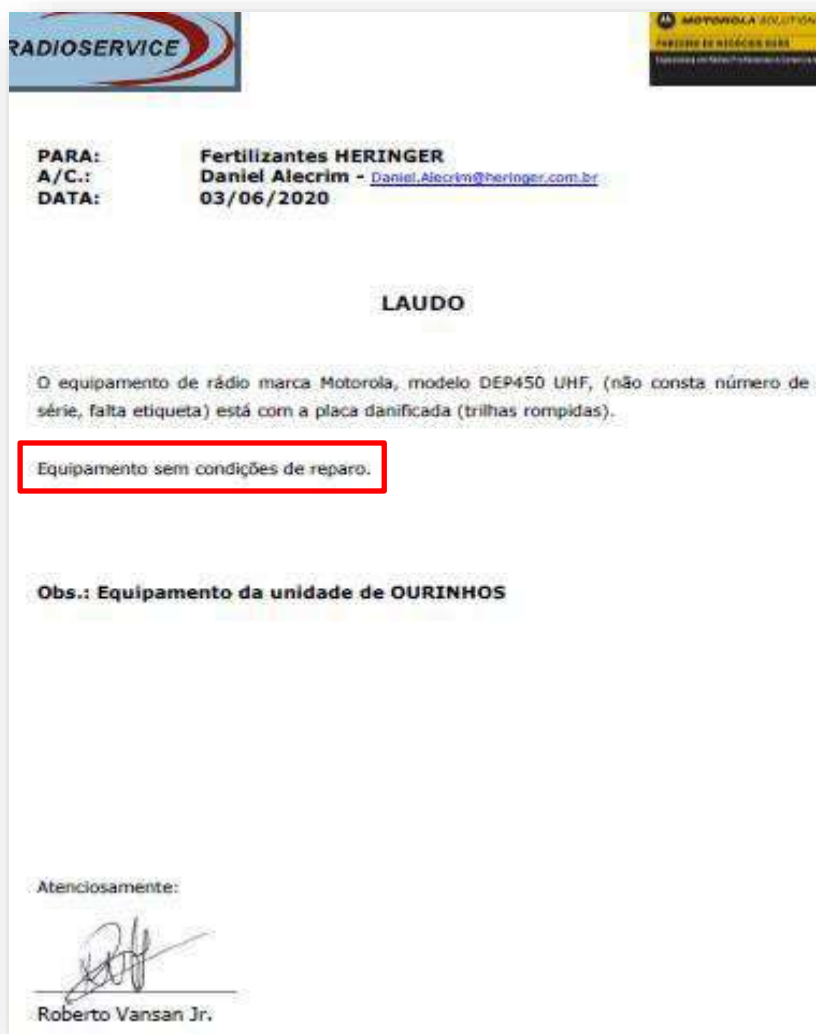 RADIOSERVICE
MOTOROLA SOLUTION
PARA: Fertilizantes HERINGER
A/C.: Daniel Alecrim - Daniel.Alecrim@heringer.com.br
DATA: 03/06/2020
LAUDO
O equipamento de rádio marca Motorola, modelo DEP450 UHF, (não consta número de
série, falta etiqueta) está com a placa danificada (trilhas rompidas).
Equipamento sem condições de reparo.
Obs.: Equipamento da unidade de OURINHOS
Atenciosamente:
Roberto Vansan Jr.